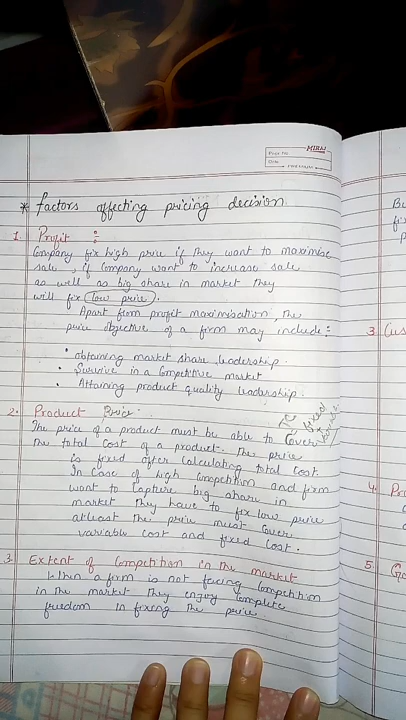 MIRAJ
Page No.
Date
* factors affecting pricing decision
1. Profit :
Company fix high price if they want to maximise
sale, if company want to increase sale
as well as big share in market they
will fix (low price).
Apart from profit maximisation, the
price objective of a firm may include :
• obtaining market share leadership.
• Survive in a Competitive market
• Attaining product quality leadership.
2. Product Price
TC
fixed
+
The price of a product must be able to Cover
the total cost of a product. The price
is fixed after calculating total cost.
In case of high Competition and firm
want to Capture big share in
market they have to fix low price
atleast the price must Cover
variable cost and fixed Cost.
3. Extent of Competition in the market
When a firm is not facing Competition
in the market they enjoy Complete
freedom in fixing the price
Bu
fi
p
3. Cus
4. Pr
5. Go